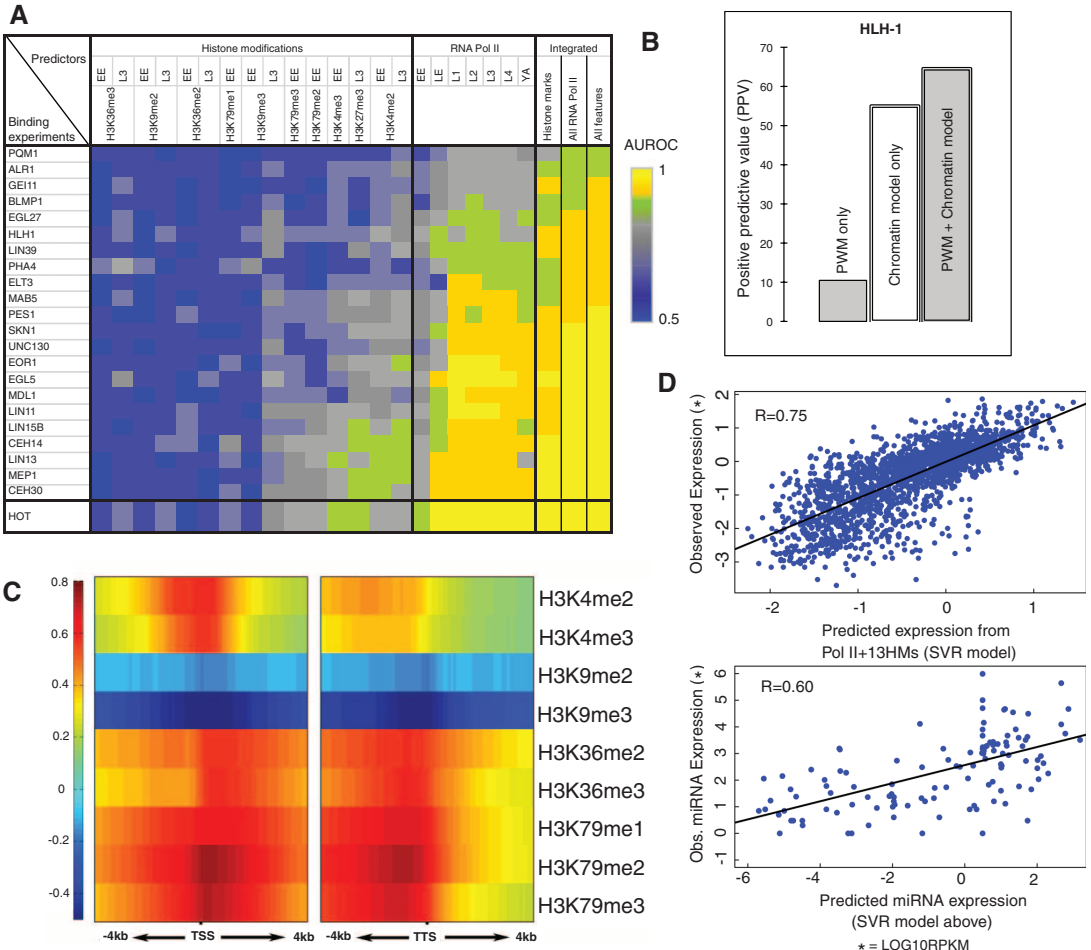 A
Predictors
Binding
experiments
Histone modifications
RNA Pol II
Integrated
EE
L3
EE
L3
EE
L3
EE
EE
L3
EE
EE
EE
L3
EE
L3
EE
LE
L1
L2
L3
L4
YA
H3K36me3
H3K9me2
H3K36me2
H3K79me1
H3K9me3
H3K79me3
H3K79me2
H3K4me3
H3K27me3
H3K4me2
Histone marks
All RNA Pol II
All features
PQM1
ALR1
GEI11
BLMP1
EGL27
HLH1
LIN39
PHA4
ELT3
MAB5
PES1
SKN1
UNC130
EOR1
EGL5
MDL1
LIN11
LIN15B
CEH14
LIN13
MEP1
CEH30
HOT
AUROC
1
0.5
B
HLH-1
Positive predictive value (PPV)
70
60
50
40
30
20
10
0
PWM only
Chromatin model only
PWM + Chromatin model
C
0.8
0.6
0.4
0.2
0
-0.2
-0.4
H3K4me2
H3K4me3
H3K9me2
H3K9me3
H3K36me2
H3K36me3
H3K79me1
H3K79me2
H3K79me3
-4kb TSS 4kb
-4kb TTS 4kb
D
R=0.75
Observed Expression (*)
2
1
0
-1
-2
-3
-2 -1 0 1
Predicted expression from
Pol II+13HMs (SVR model)
R=0.60
Obs. miRNA Expression (*)
6
5
4
3
2
1
0
-1
-6 -4 -2 0 2
Predicted miRNA expression
(SVR model above)
* = LOG10RPKM